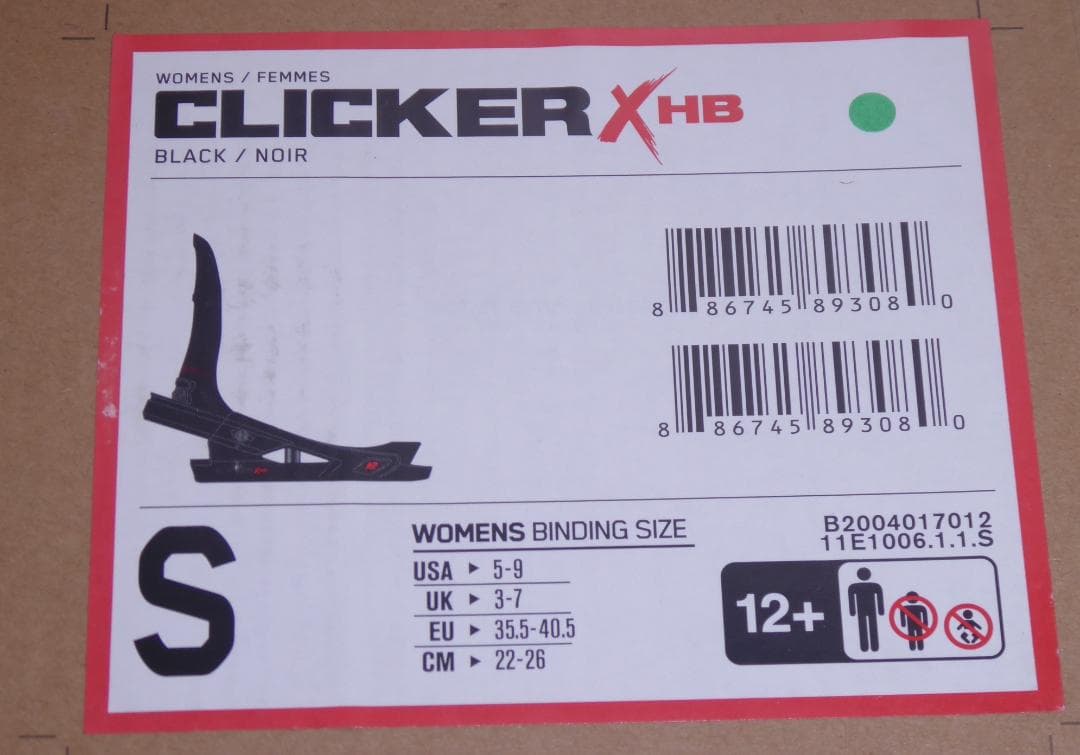 WOMENS / FEMMES
CLICKER X HB
BLACK / NOIR
8 86745 89308 0
8 86745 89308 0
S
WOMENS BINDING SIZE
USA ▶ 5-9
UK ▶ 3-7
EU ▶ 35.5-40.5
CM ▶ 22-26
B2004017012
11E1006.1.1.S
12+